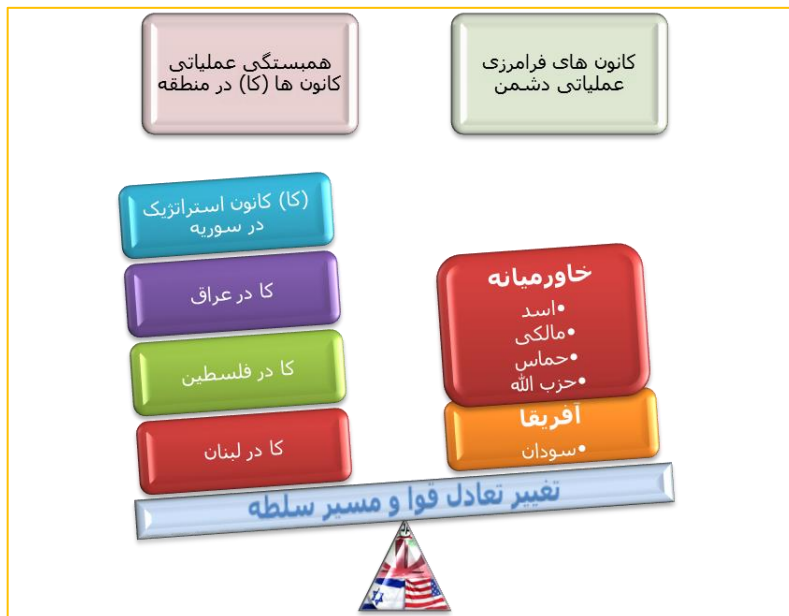 کانون های فرامرزی
عملیاتی دشمن
همبستگی عملیاتی
کانون ها (کا) در منطقه
خاورمیانه
•اسد
•مالکی
•حماس
•حزب الله
آفریقا
•سودان
(کا) کانون استراتژیک
در سوریه
کا در عراق
کا در فلسطین
کا در لبنان
تغییر تعادل قوا و مسیر سلطه